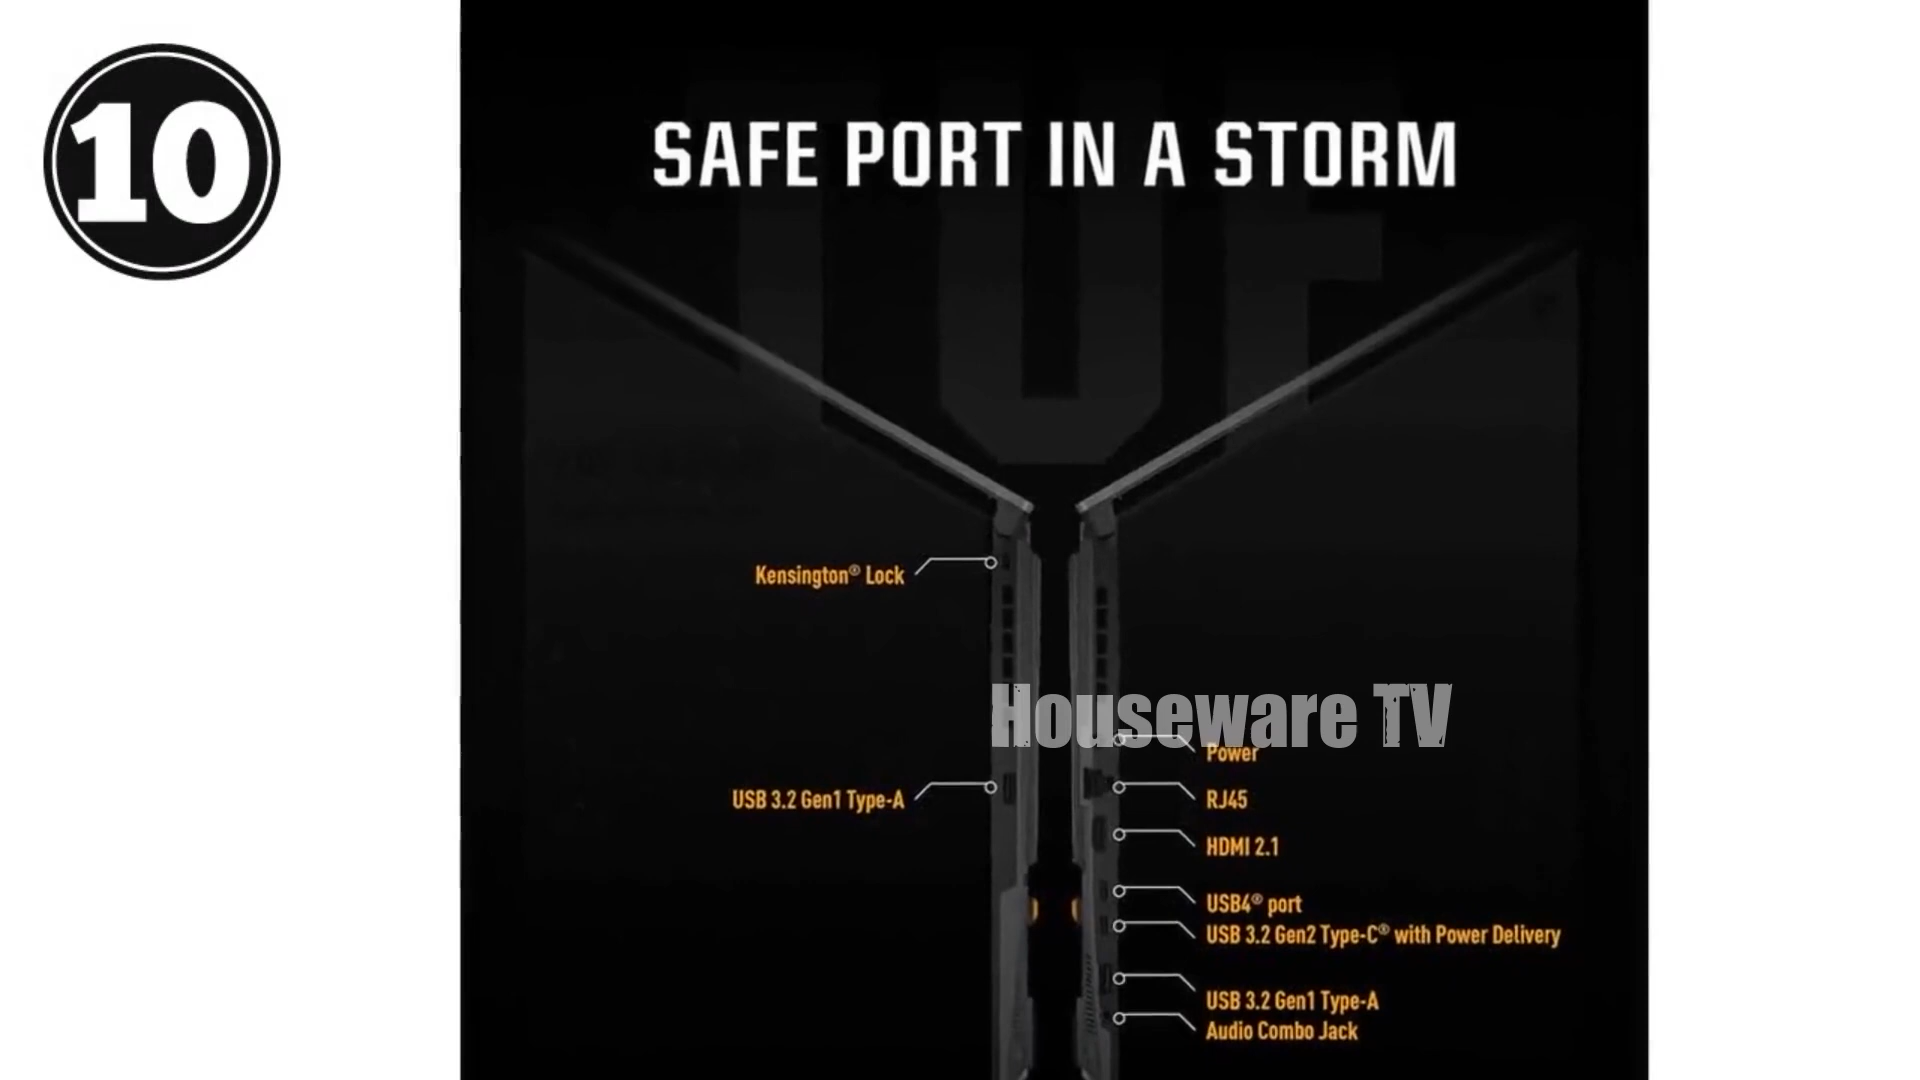 10
SAFE PORT IN A STORM
TUF
Kensington® Lock
USB 3.2 Gen1 Type-A
Houseware TV
Power
RJ45
HDMI 2.1
USB4® port
USB 3.2 Gen2 Type-C® with Power Delivery
USB 3.2 Gen1 Type-A
Audio Combo Jack